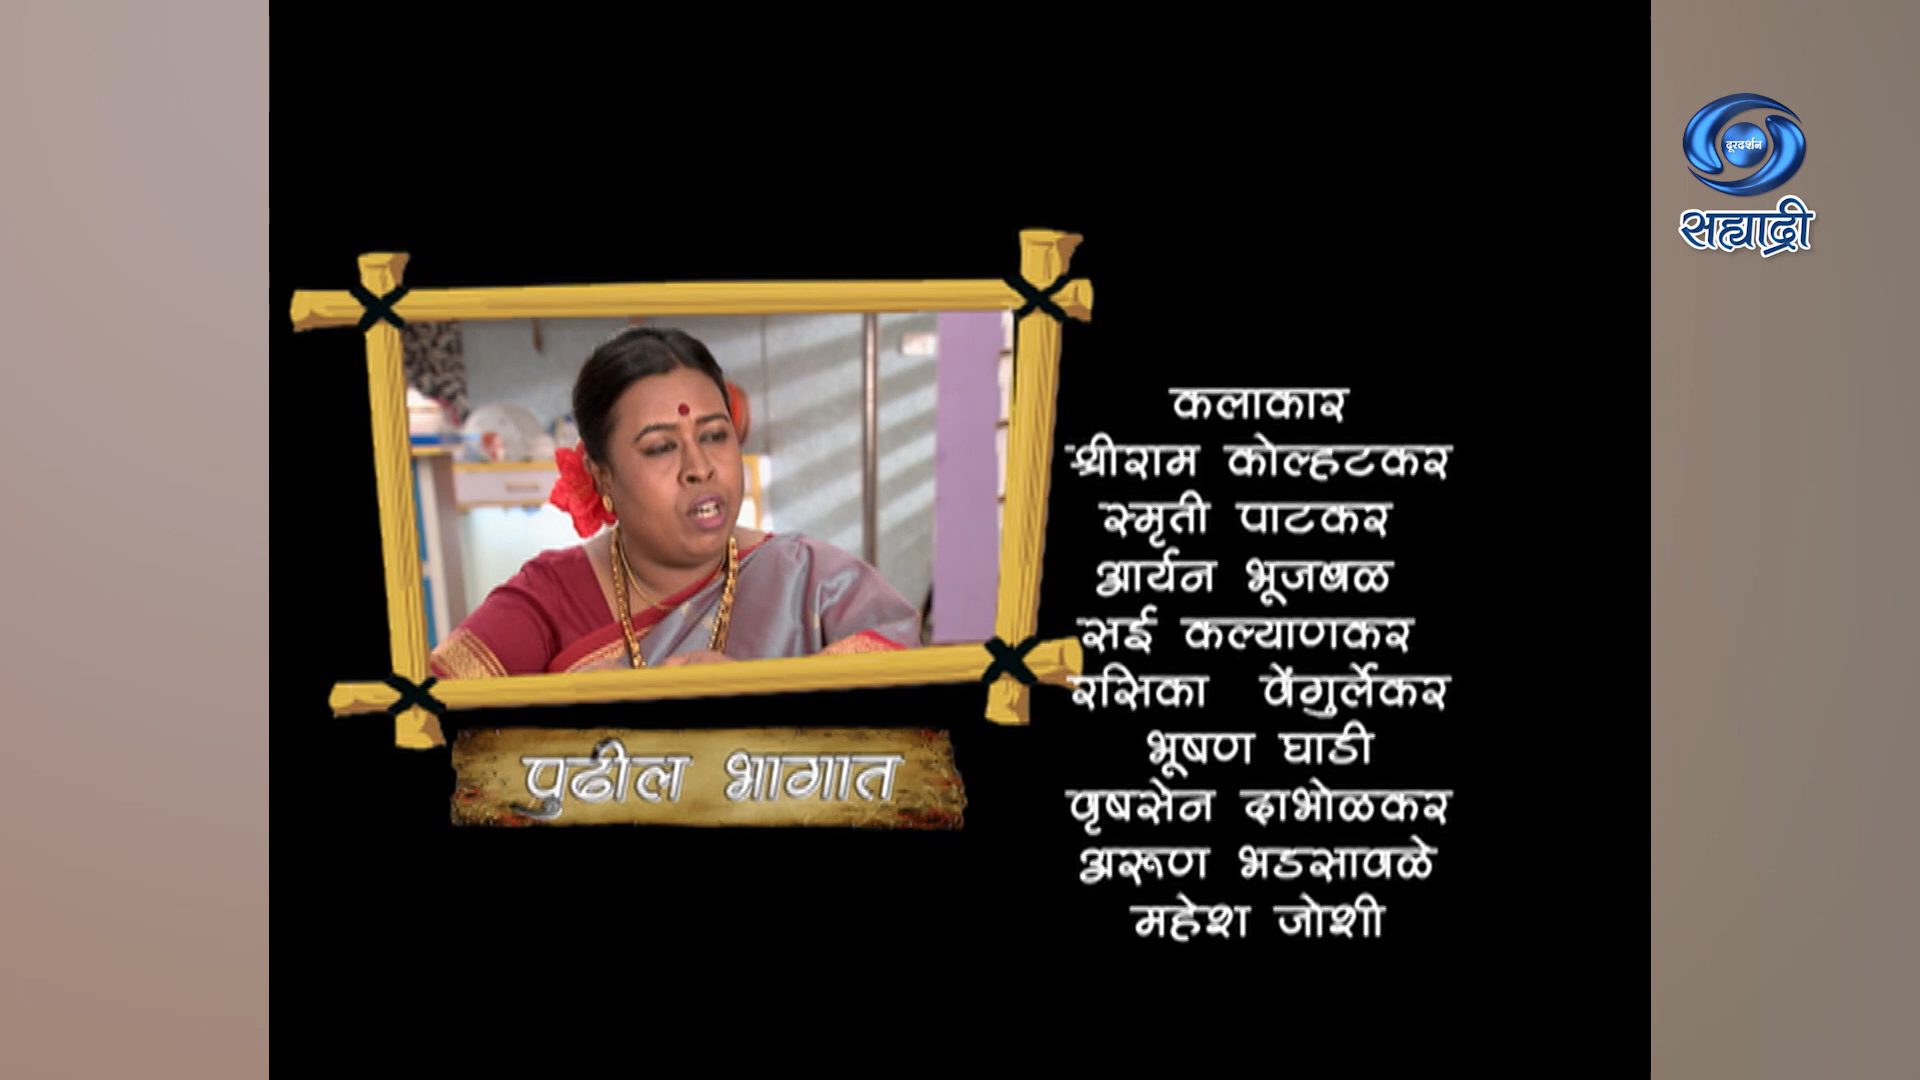 दूरदर्शन
सह्याद्री
कलाकार
श्रीराम कोल्हटकर
स्मृती पाटकर
आर्यन भूजबळ
सई कल्याणकर
रसिका वेंगुर्लेकर
भूषण घाडी
वृषसेन दाभोळकर
अरूण भडसावळे
महेश जोशी
पुढील भागात